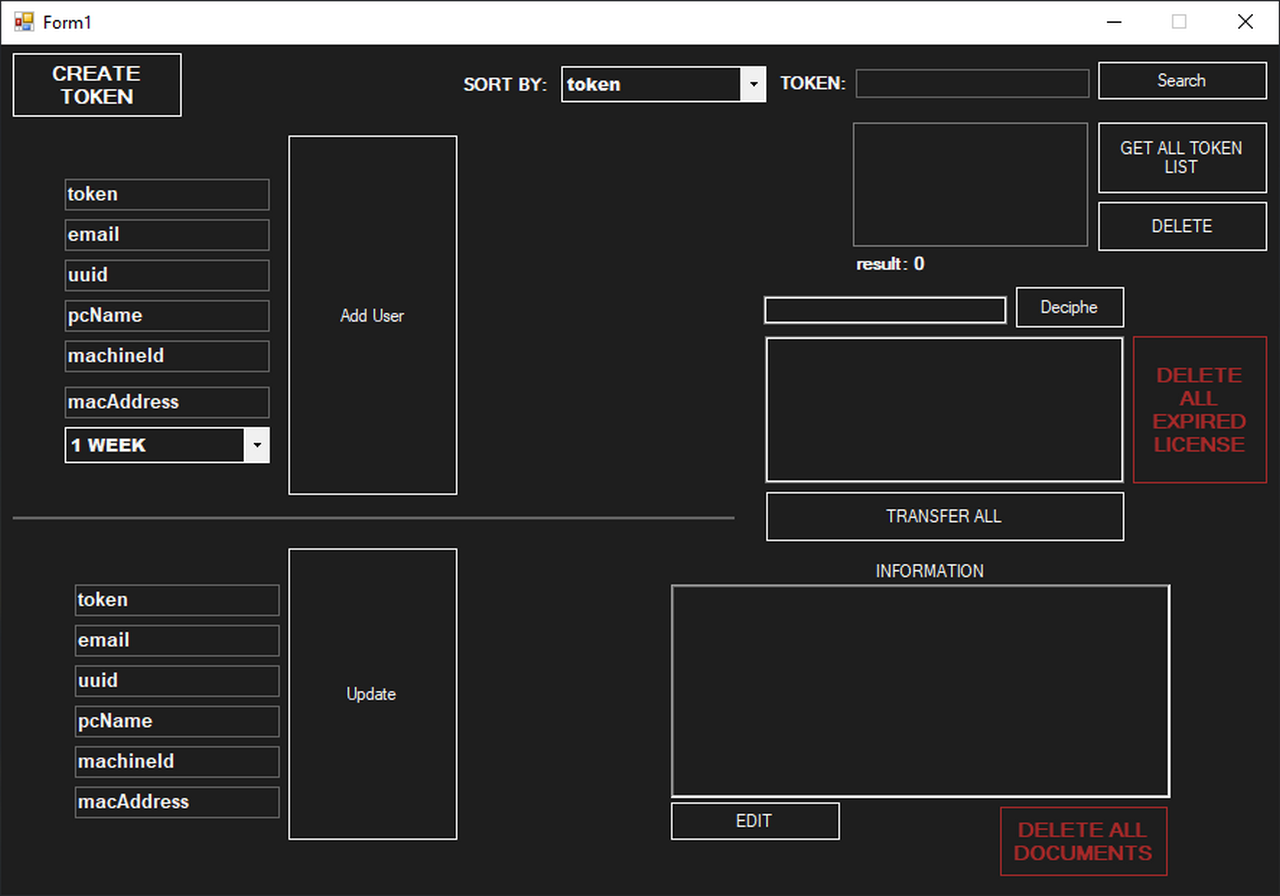 Form1
CREATE
TOKEN
SORT BY:
token
TOKEN:
Search
GET ALL TOKEN
LIST
DELETE
result: 0
token
email
uuid
pcName
machineId
macAddress
1 WEEK
Add User
Deciphe
DELETE
ALL
EXPIRED
LICENSE
TRANSFER ALL
token
email
uuid
pcName
machineId
macAddress
Update
INFORMATION
EDIT
DELETE ALL
DOCUMENTS